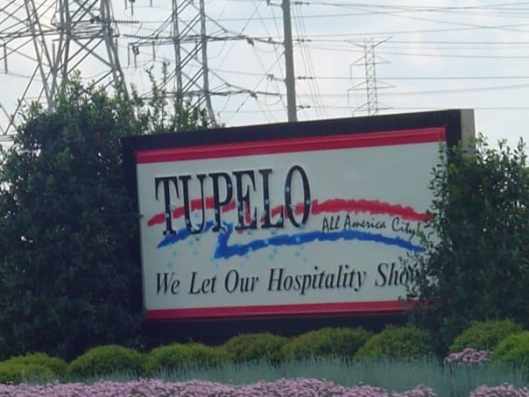 TUPELO
All America City
We Let Our Hospitality Show